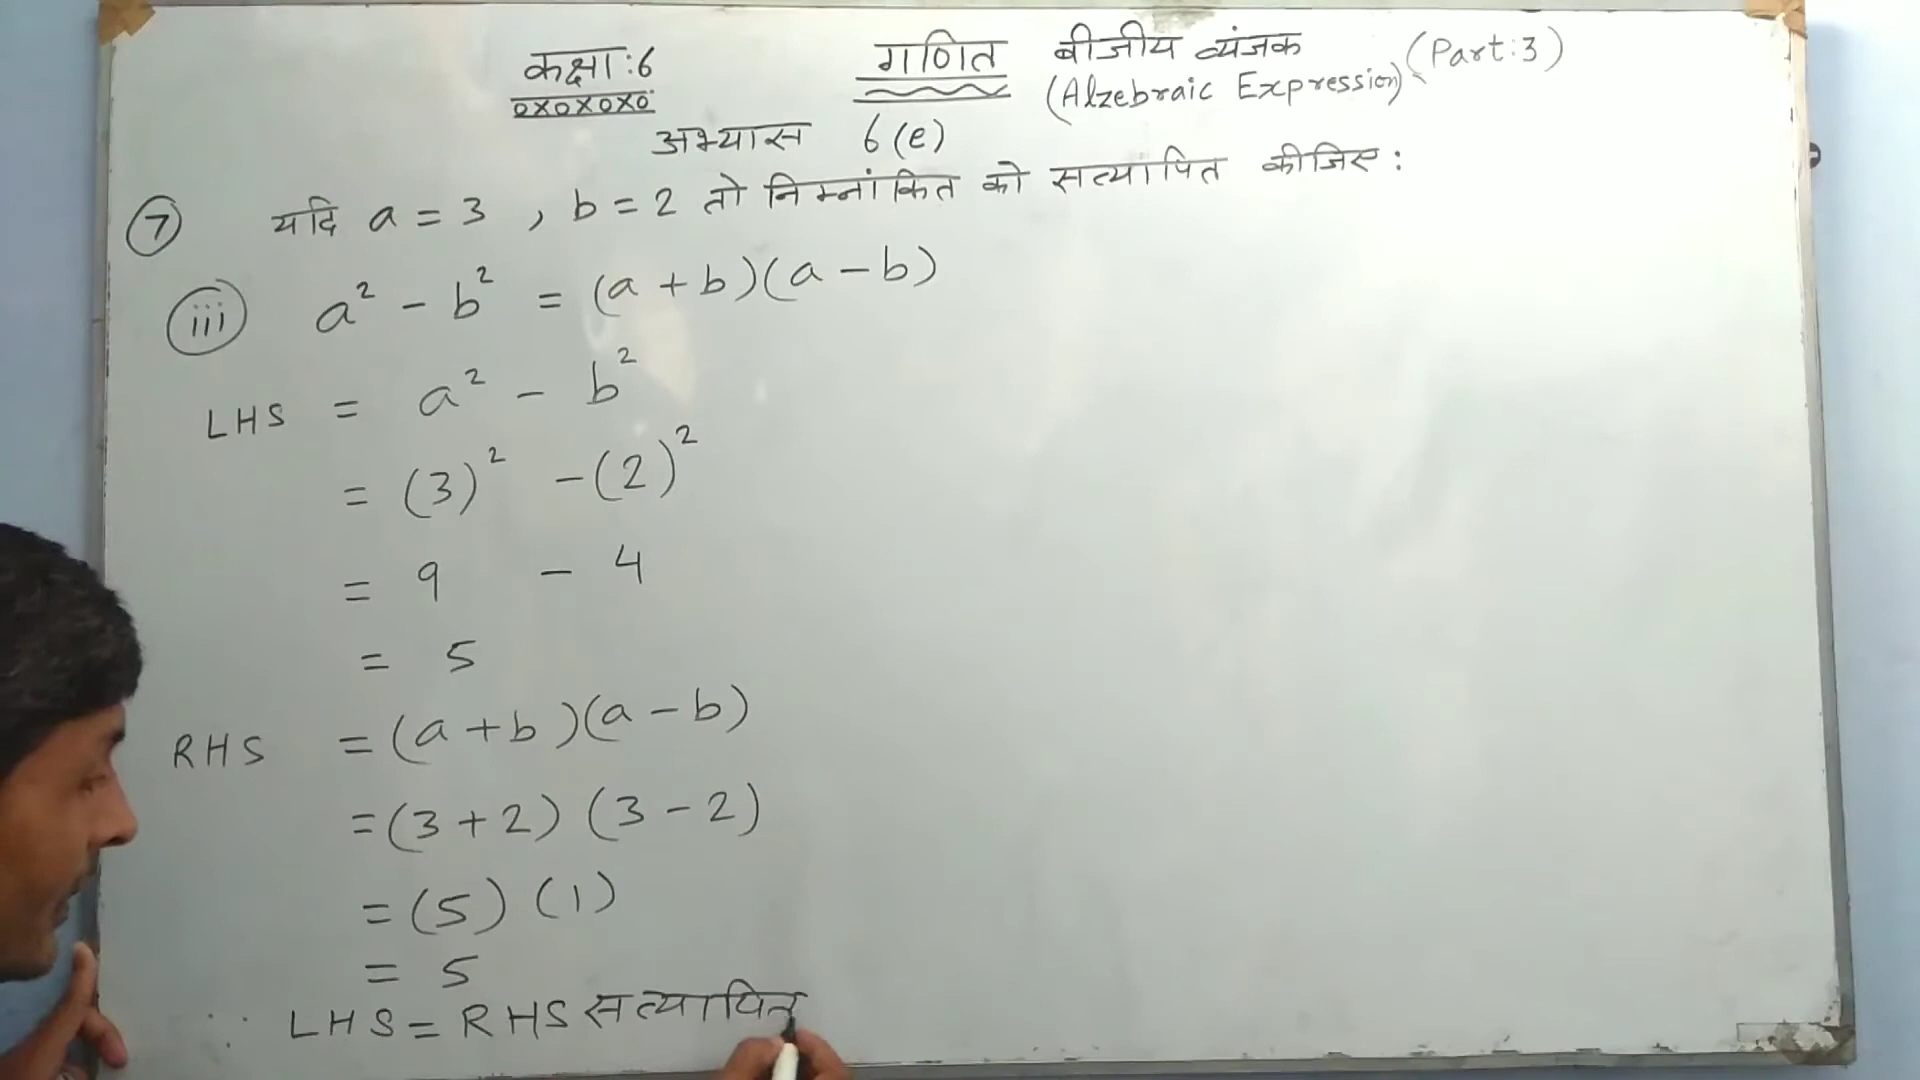 कक्षा:6 गणित बीजीय व्यंजक (Part:3)
0x0x0x0x0 (Alzebraic Expression)
अभ्यास 6(e)
7 यदि a = 3 , b = 2 तो निम्नांकित को सत्यापित कीजिए :
iii a² - b² = (a + b)(a - b)
LHS = a² - b²
= (3)² - (2)²
= 9 - 4
= 5
RHS = (a + b)(a - b)
= (3 + 2) (3 - 2)
= (5) (1)
= 5
∴ LHS = RHS सत्यापित